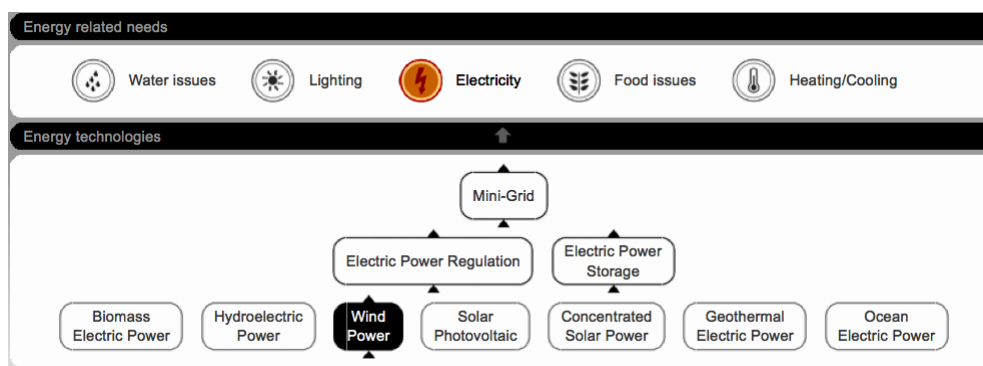 Energy related needs
Water issues Lighting Electricity Food issues Heating/Cooling
Energy technologies
Mini-Grid
Electric Power Regulation
Electric Power
Storage
Biomass
Electric Power
Hydroelectric
Power
Wind
Power
Solar
Photovoltaic
Concentrated
Solar Power
Geothermal
Electric Power
Ocean
Electric Power